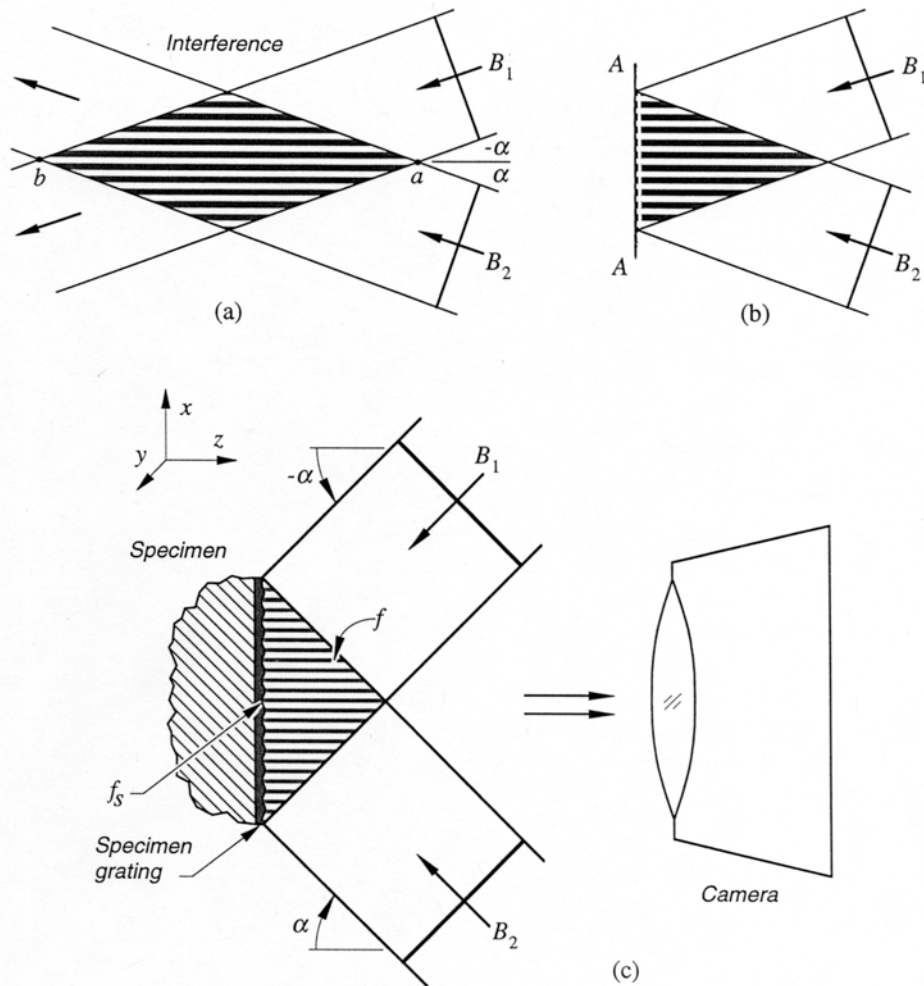 Interference
B1
-α
α
b
a
B2
(a)
A
B1
A
B2
(b)
x
z
y
-α
B1
Specimen
f
fs
Specimen
grating
α
B2
Camera
(c)